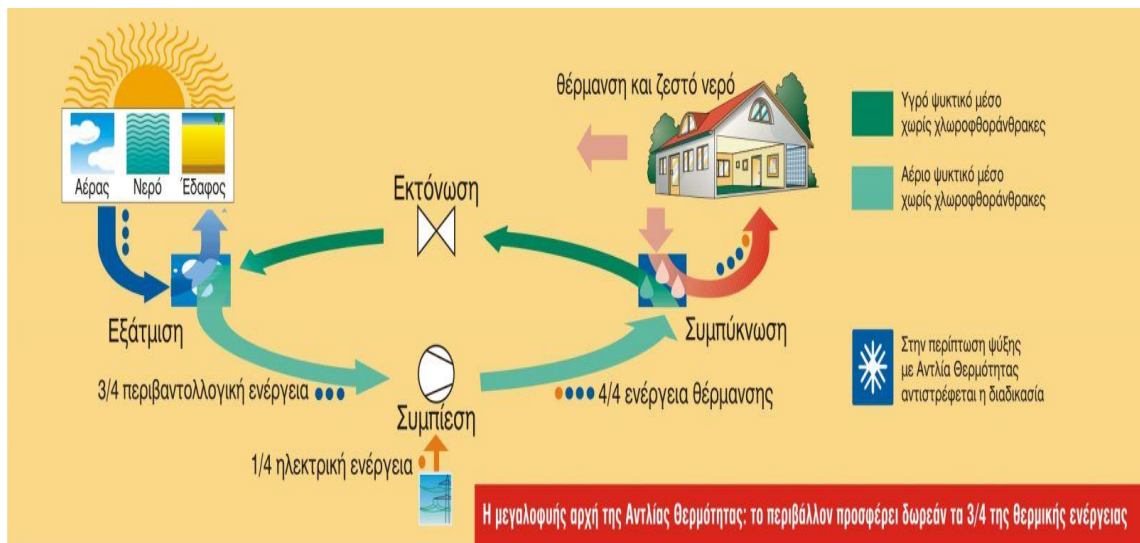 Αέρας
Νερό
Έδαφος
θέρμανση και ζεστό νερό
Υγρό ψυκτικό μέσο
χωρίς χλωροφθοράνθρακες
Αέριο ψυκτικό μέσο
χωρίς χλωροφθοράνθρακες
Εκτόνωση
Εξάτμιση
Συμπύκνωση
3/4 περιβαντολλογική ενέργεια
Συμπίεση
4/4 ενέργεια θέρμανσης
Στην περίπτωση ψύξης
με Αντλία Θερμότητας
αντιστρέφεται η διαδικασία
1/4 ηλεκτρική ενέργεια
Η μεγαλοφυής αρχή της Αντλίας Θερμότητας: το περιβάλλον προσφέρει δωρεάν τα 3/4 της θερμικής ενέργειας